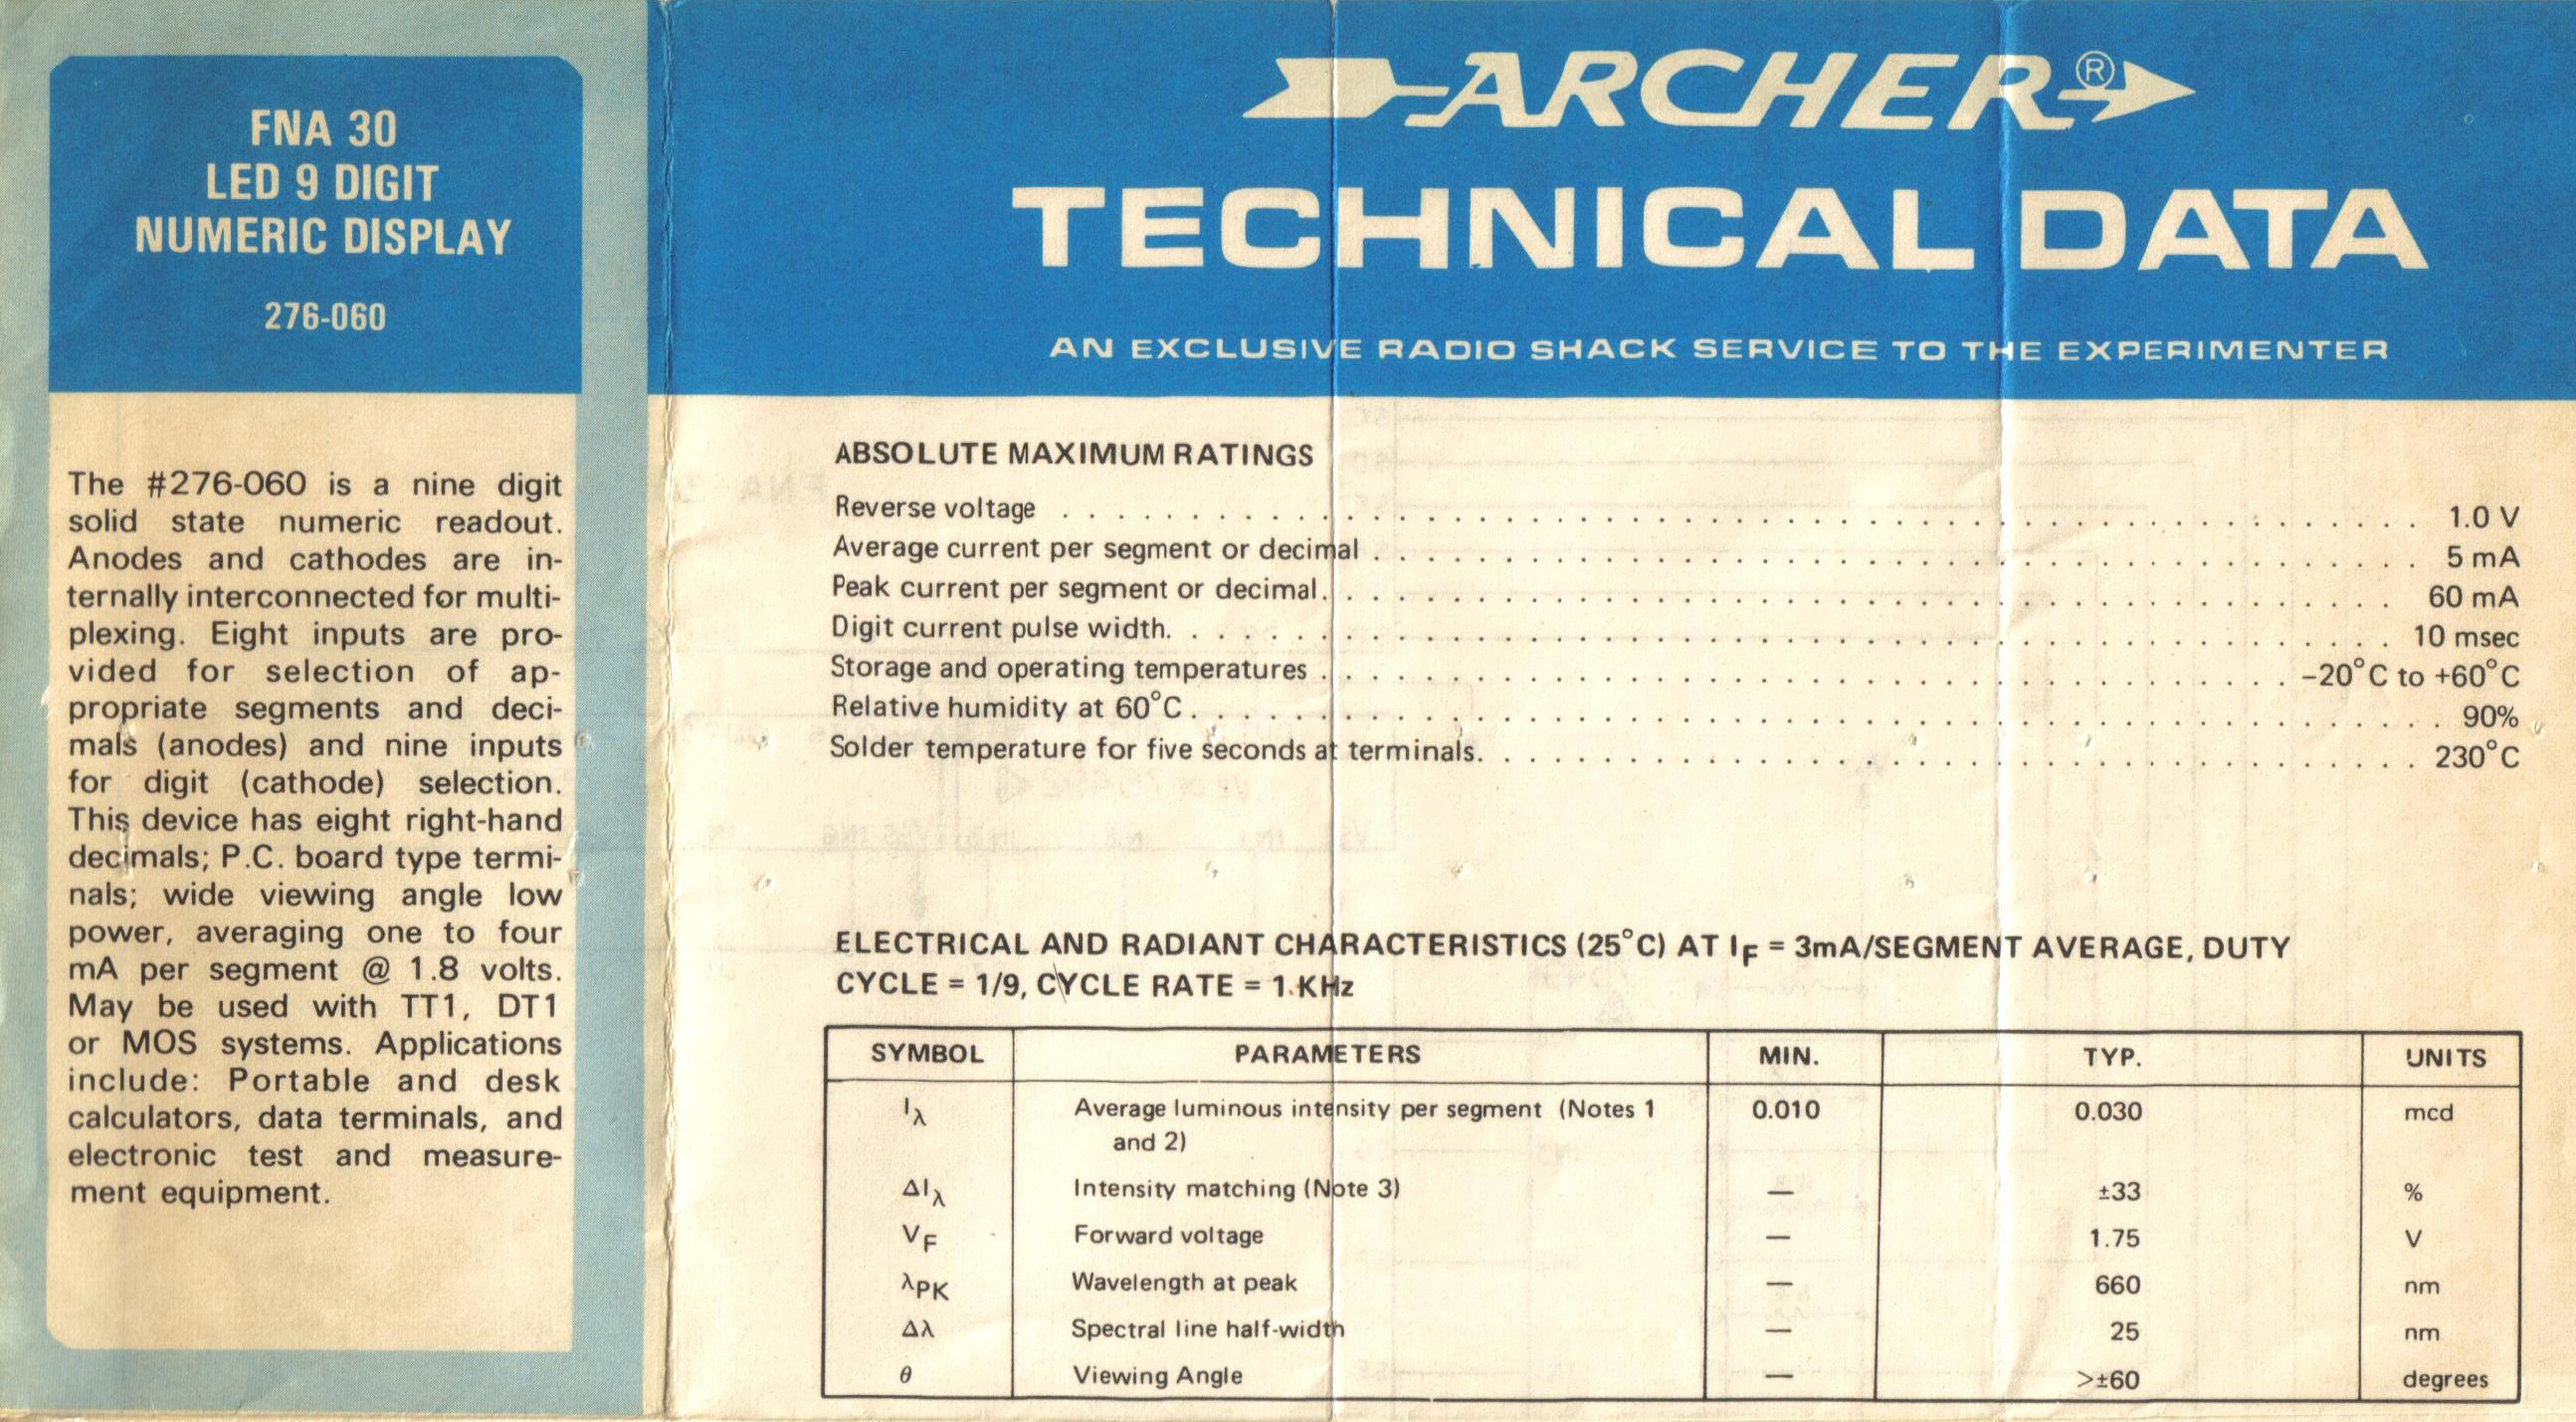 FNA 30
LED 9 DIGIT
NUMERIC DISPLAY
276-060
The #276-060 is a nine digit
solid state numeric readout.
Anodes and cathodes are in-
ternally interconnected for multi-
plexing. Eight inputs are pro-
vided for selection of ap-
propriate segments and deci-
mals (anodes) and nine inputs
for digit (cathode) selection.
This device has eight right-hand
decimals; P.C. board type termi-
nals; wide viewing angle low
power, averaging one to four
mA per segment @ 1.8 volts.
May be used with TT1, DT1
or MOS systems. Applications
include: Portable and desk
calculators, data terminals, and
electronic test and measure-
ment equipment.
ARCHER®
TECHNICAL DATA
AN EXCLUSIVE RADIO SHACK SERVICE TO THE EXPERIMENTER
ABSOLUTE MAXIMUM RATINGS
Reverse voltage . . . . . . . . . . 1.0 V
Average current per segment or decimal . . . . . . . . . . 5 mA
Peak current per segment or decimal. . . . . . . . . . 60 mA
Digit current pulse width. . . . . . . . . . 10 msec
Storage and operating temperatures . . . . . . . . . . −20°C to +60°C
Relative humidity at 60°C . . . . . . . . . . 90%
Solder temperature for five seconds at terminals. . . . . . . . . . 230°C
ELECTRICAL AND RADIANT CHARACTERISTICS (25°C) AT IF = 3mA/SEGMENT AVERAGE, DUTY
CYCLE = 1/9, CYCLE RATE = 1 KHz
SYMBOL PARAMETERS MIN. TYP. UNITS
Iλ Average luminous intensity per segment (Notes 1 0.010 0.030 mcd
and 2)
ΔIλ Intensity matching (Note 3) — ±33 %
VF Forward voltage — 1.75 V
λPK Wavelength at peak — 660 nm
Δλ Spectral line half-width — 25 nm
θ Viewing Angle — >±60 degrees